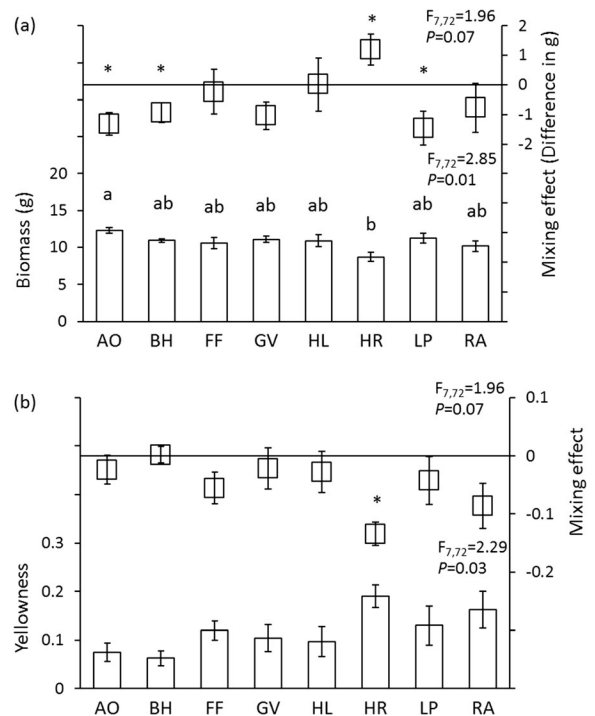 (a)
F7,72=1.96
P=0.07
2
1
0
-1
-2
Mixing effect (Difference in g)
* * * *
F7,72=2.85
P=0.01
20
15
10
5
0
Biomass (g)
a ab ab ab ab b ab ab
AO BH FF GV HL HR LP RA
(b)
F7,72=1.96
P=0.07
0.1
0
-0.1
-0.2
Mixing effect
*
F7,72=2.29
P=0.03
0.3
0.2
0.1
0
Yellowness
AO BH FF GV HL HR LP RA